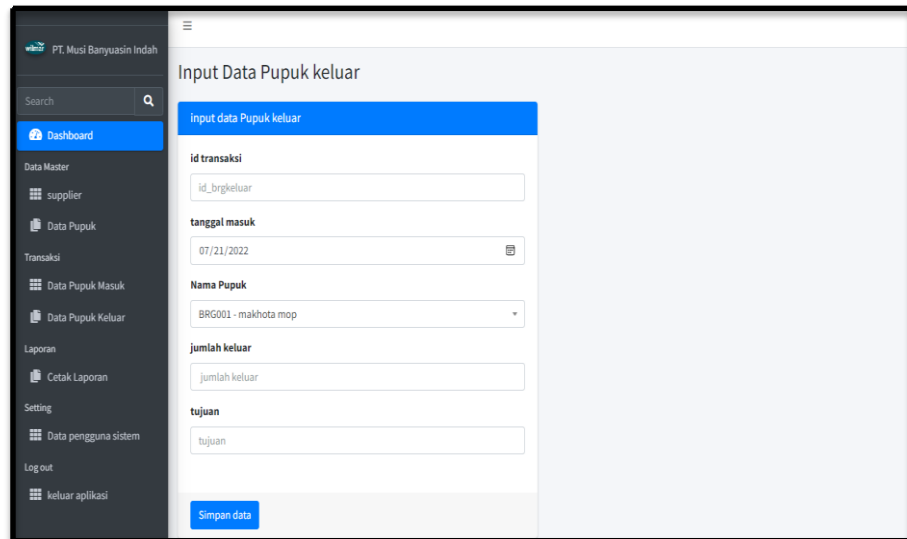 wilmar PT. Musi Banyuasin Indah
Search
Dashboard
Data Master
supplier
Data Pupuk
Transaksi
Data Pupuk Masuk
Data Pupuk Keluar
Laporan
Cetak Laporan
Setting
Data pengguna sistem
Log out
keluar aplikasi
Input Data Pupuk keluar
input data Pupuk keluar
id transaksi
id_brgkeluar
tanggal masuk
07/21/2022
Nama Pupuk
BRG001 - makhota mop
jumlah keluar
jumlah keluar
tujuan
tujuan
Simpan data